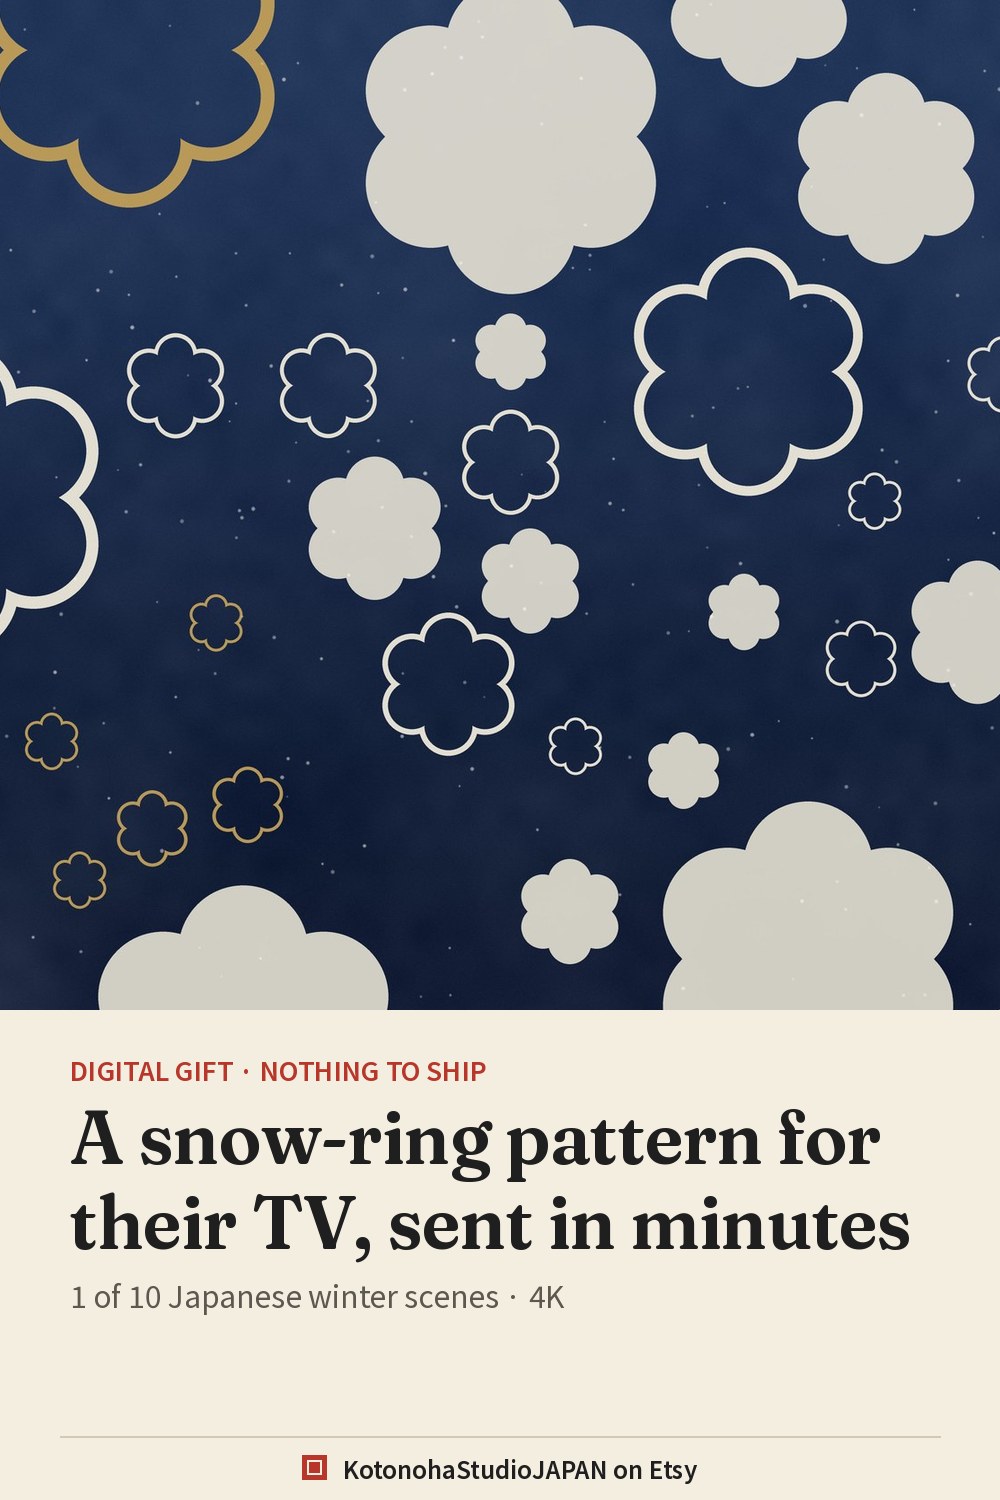 DIGITAL GIFT · NOTHING TO SHIP
A snow-ring pattern for
their TV, sent in minutes
1 of 10 Japanese winter scenes · 4K
KotonohaStudioJAPAN on Etsy